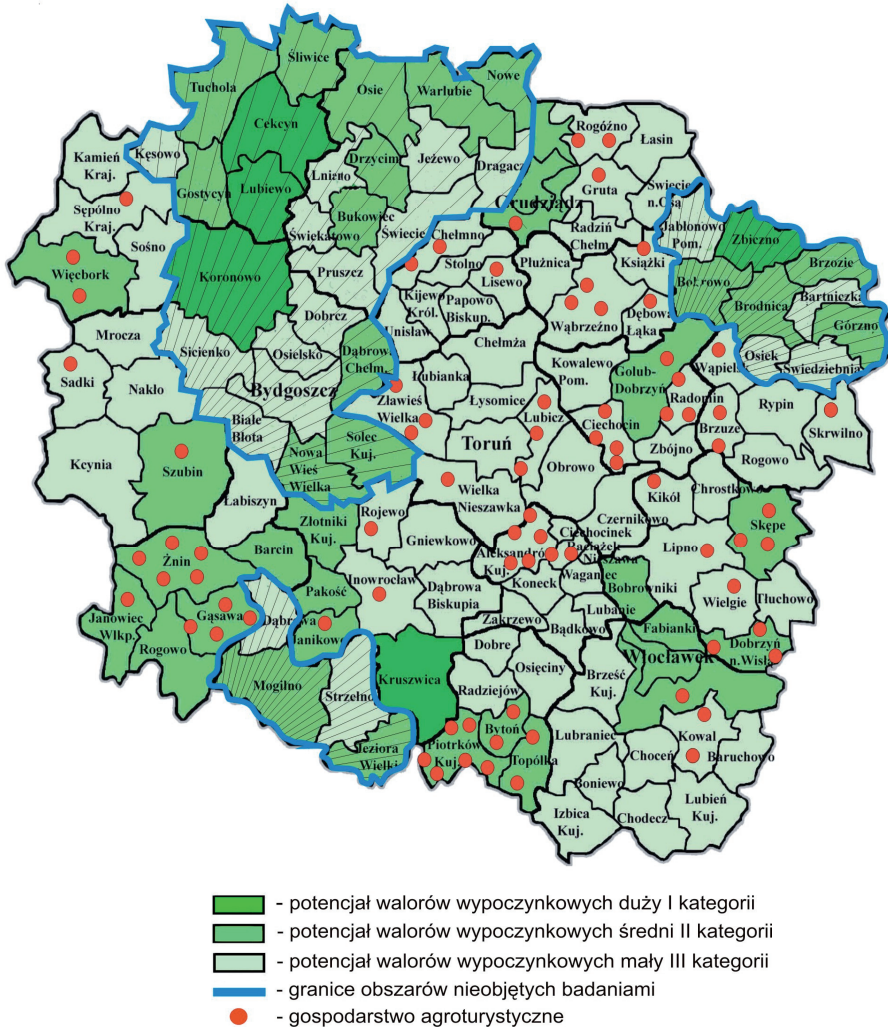 Śliwice
Tuchola
Osie
Nowe
Warlubie
Cekcyn
Rogóźno
Łasin
Kamień
Kraj.
Kęsowo
Drzycim
Jeżewo
Lniano
Dragacz
Gruta
Gostycyn
Lubiewo
Świecie
n.Osą
Sępólno
Kraj.
Bukowiec
Grudziądz
Radziń
Chełm.
Jabłonowo
Pom.
Zbiczno
Sośno
Świekatowo
Świecie
Chełmno
Stolno
Płużnica
Książki
Brzozie
Więcbork
Koronowo
Pruszcz
Lisewo
Bobrowo
Brodnica
Bartniczka
Kijewo
Król.
Papowo
Biskup.
Wąbrzeźno
Dębowa
Łąka
Górzno
Mrocza
Dobrcz
Unisław
Chełmża
Osiek
Świedziebnia
Sicienko
Osielsko
Dąbrowa
Chełm.
Kowalewo
Pom.
Golub-
Dobrzyń
Wąpielsk
Sadki
Nakło
Bydgoszcz
Łubianka
Zławieś
Wielka
Łysomice
Lubicz
Radomin
Rypin
Białe
Błota
Ciechocin
Brzuze
Skrwilno
Toruń
Solec
Kuj.
Zbójno
Kcynia
Szubin
Nowa
Wieś
Wielka
Obrowo
Rogowo
Łabiszyn
Wielka
Nieszawka
Kikół
Chrostkowo
Złotniki
Kuj.
Rojewo
Czernikowo
Skępe
Gniewkowo
Ciechocinek
Raciążek
Nieszawa
Barcin
Aleksandrów
Kuj.
Lipno
Żnin
Waganiec
Inowrocław
Koneck
Bobrowniki
Pakość
Dąbrowa
Biskupia
Wielgie
Tłuchowo
Janowiec
Wlkp.
Gąsawa
Lubanie
Zakrzewo
Dąbrowa
Janikowo
Bądkowo
Fabianki
Rogowo
Dobre
Dobrzyń
n.Wisłą
Włocławek
Osięciny
Kruszwica
Brześć
Kuj.
Mogilno
Strzelno
Radziejów
Bytoń
Kowal
Lubraniec
Piotrków
Kuj.
Jeziora
Wielki
Topólka
Choceń
Baruchowo
Boniewo
Lubień
Kuj.
Izbica
Kuj.
Chodecz
- potencjał walorów wypoczynkowych duży I kategorii
- potencjał walorów wypoczynkowych średni II kategorii
- potencjał walorów wypoczynkowych mały III kategorii
- granice obszarów nieobjętych badaniami
- gospodarstwo agroturystyczne